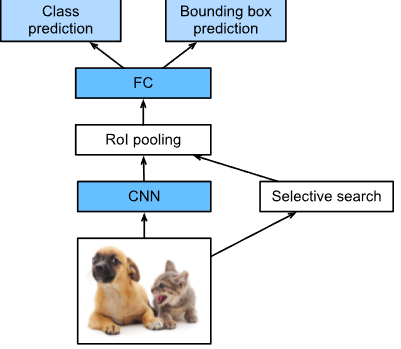 Class
prediction
Bounding box
prediction
FC
RoI pooling
CNN
Selective search